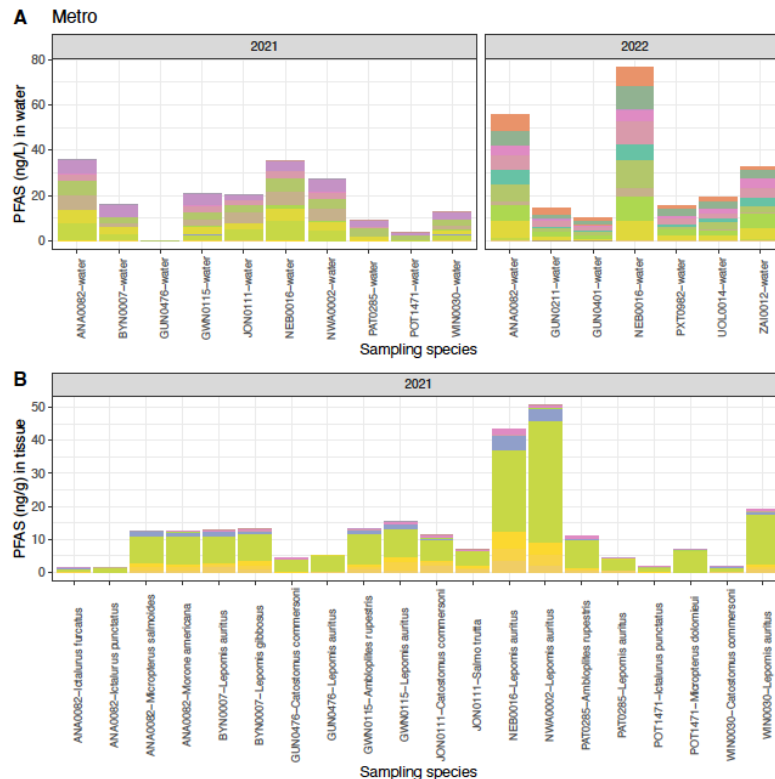 A Metro
2021 2022
PFAS (ng/L) in water
80
60
40
20
0
ANA0082−water
BYN0007−water
GUN0476−water
GWN0115−water
JON0111−water
NEB0016−water
NWA0002−water
PAT0285−water
POT1471−water
WIN0030−water
ANA0082−water
GUN0211−water
GUN0401−water
NEB0016−water
PXT0982−water
UOL0014−water
ZAI0012−water
Sampling species
B
2021
PFAS (ng/g) in tissue
50
40
30
20
10
0
ANA0082−Ictalurus furcatus
ANA0082−Ictalurus punctatus
ANA0082−Micropterus salmoides
ANA0082−Morone americana
BYN0007−Lepomis auritus
BYN0007−Lepomis gibbosus
GUN0476−Catostomus commersoni
GUN0476−Lepomis auritus
GWN0115−Ambloplites rupestris
GWN0115−Lepomis auritus
JON0111−Catostomus commersoni
JON0111−Salmo trutta
NEB0016−Lepomis auritus
NWA0002−Lepomis auritus
PAT0285−Ambloplites rupestris
PAT0285−Lepomis auritus
POT1471−Ictalurus punctatus
POT1471−Micropterus dolomieui
WIN0030−Catostomus commersoni
WIN0030−Lepomis auritus
Sampling species